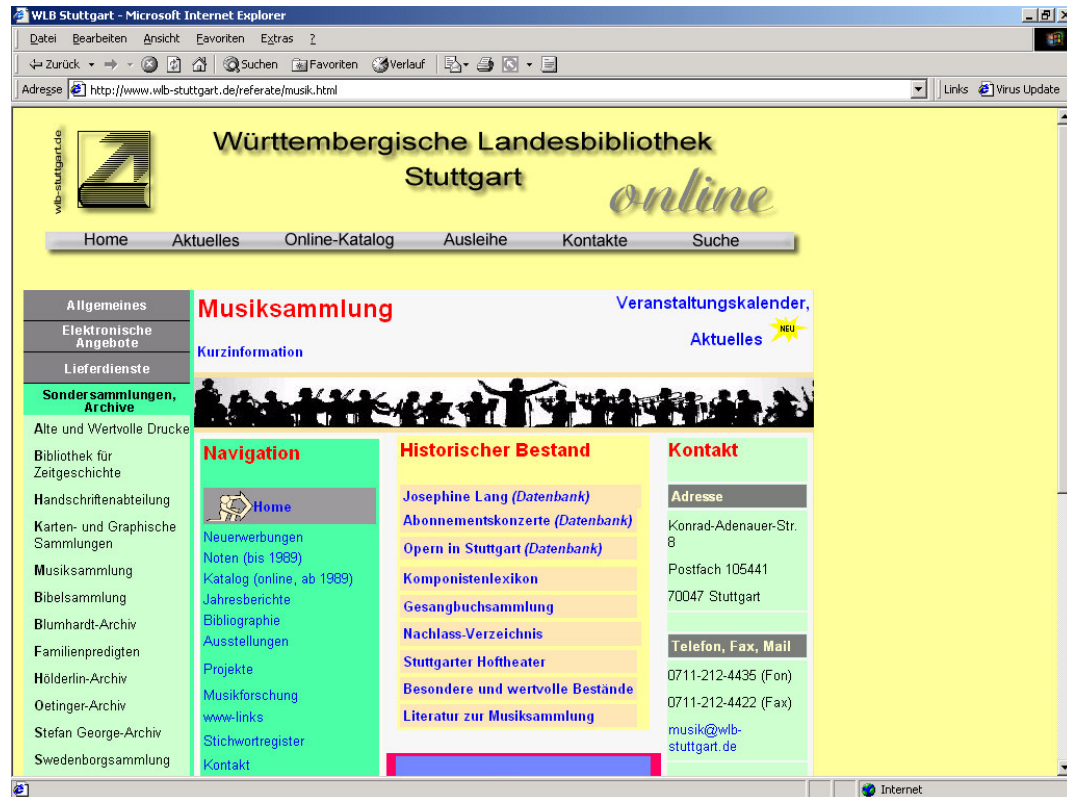 WLB Stuttgart - Microsoft Internet Explorer
Datei Bearbeiten Ansicht Favoriten Extras ?
Zurück Suchen Favoriten Verlauf
Adresse http://www.wlb-stuttgart.de/referate/musik.html Links Virus Update
wlb-stuttgart.de
Württembergische Landesbibliothek
Stuttgart
online
Home Aktuelles Online-Katalog Ausleihe Kontakte Suche
Allgemeines
Elektronische
Angebote
Lieferdienste
Sondersammlungen,
Archive
Alte und Wertvolle Drucke
Bibliothek für
Zeitgeschichte
Handschriftenabteilung
Karten- und Graphische
Sammlungen
Musiksammlung
Bibelsammlung
Blumhardt-Archiv
Familienpredigten
Hölderlin-Archiv
Oetinger-Archiv
Stefan George-Archiv
Swedenborgsammlung
Musiksammlung
Kurzinformation
Veranstaltungskalender,
Aktuelles NEU
Navigation
Home
Neuerwerbungen
Noten (bis 1989)
Katalog (online, ab 1989)
Jahresberichte
Bibliographie
Ausstellungen
Projekte
Musikforschung
www-links
Stichwortregister
Kontakt
Historischer Bestand
Josephine Lang (Datenbank)
Abonnementskonzerte (Datenbank)
Opern in Stuttgart (Datenbank)
Komponistenlexikon
Gesangbuchsammlung
Nachlass-Verzeichnis
Stuttgarter Hoftheater
Besondere und wertvolle Bestände
Literatur zur Musiksammlung
Kontakt
Adresse
Konrad-Adenauer-Str.
8
Postfach 105441
70047 Stuttgart
Telefon, Fax, Mail
0711-212-4435 (Fon)
0711-212-4422 (Fax)
musik@wlb-
stuttgart.de
Internet